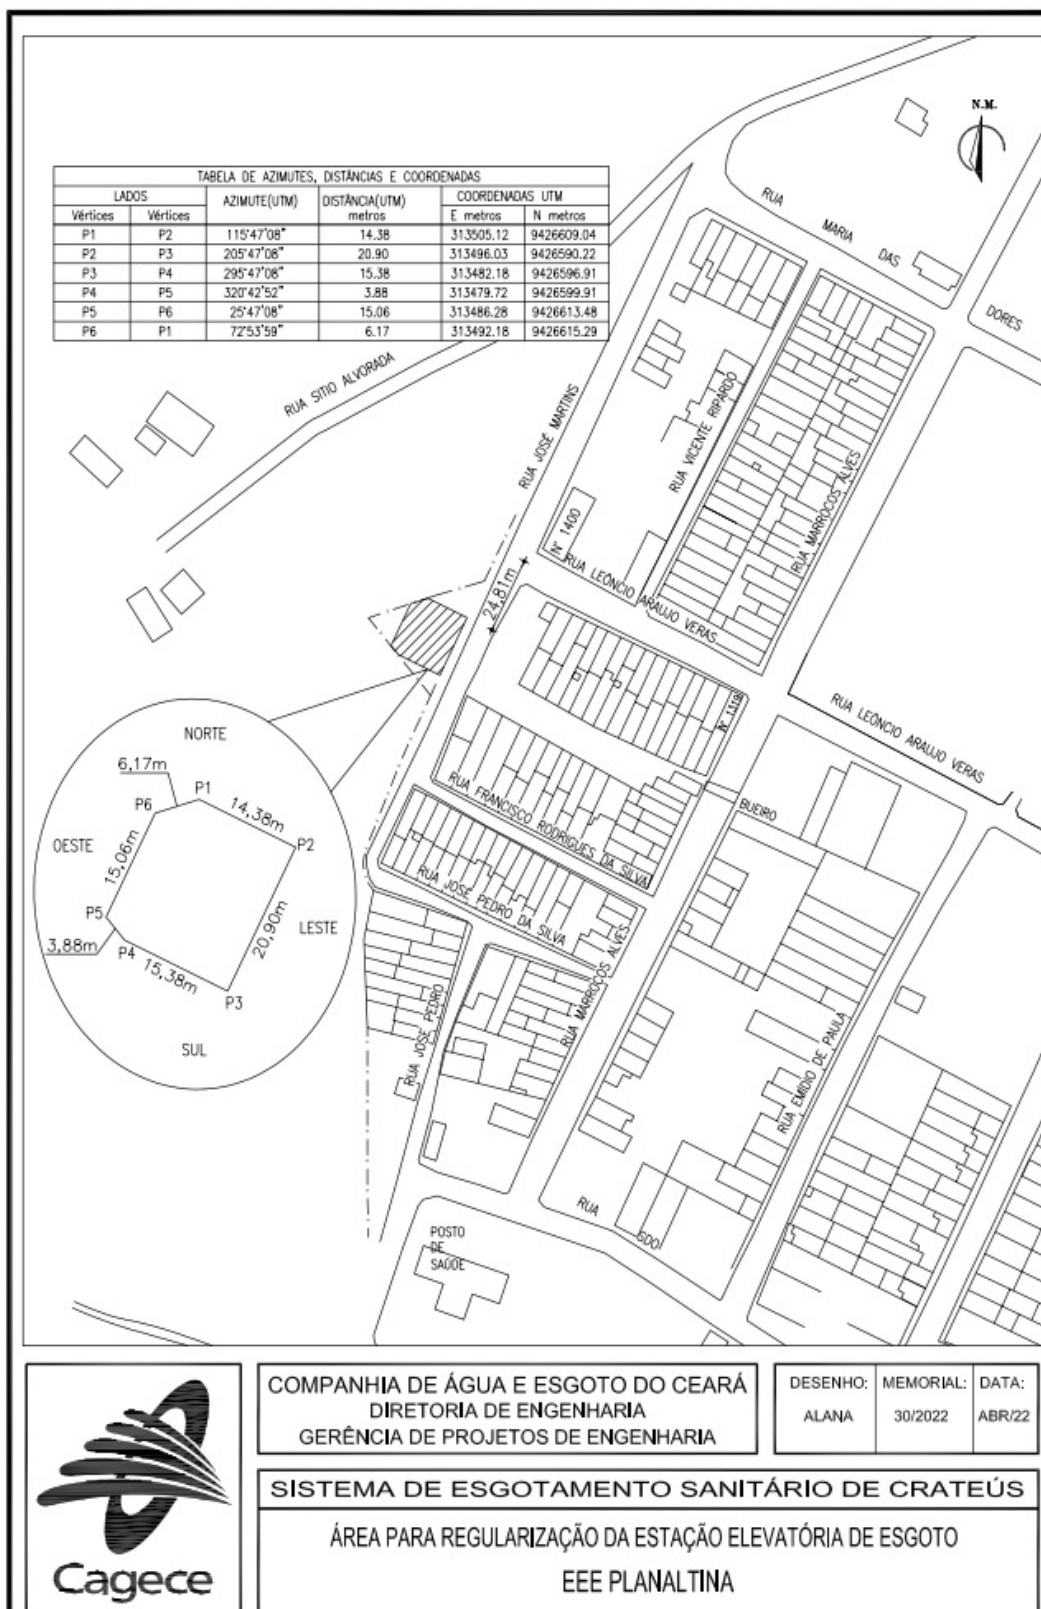 N.M.
TABELA DE AZIMUTES, DISTÂNCIAS E COORDENADAS
LADOS AZIMUTE(UTM) DISTÂNCIA(UTM) metros COORDENADAS UTM
Vértices Vértices E metros N metros
P1 P2 115°47'08" 14.38 313505.12 9426609.04
P2 P3 205°47'08" 20.90 313496.03 9426590.22
P3 P4 295°47'08" 15.38 313482.18 9426596.91
P4 P5 320°42'52" 3.88 313479.72 9426599.91
P5 P6 25°47'08" 15.06 313486.28 9426613.48
P6 P1 72°53'59" 6.17 313492.18 9426615.29
RUA MARIA DAS DORES
RUA SITIO ALVORADA
RUA JOSÉ MARTINS
RUA VICENTE RIPARDO
RUA MARROCOS ALVES
N° 1400
RUA LEÔNCIO ARAUJO VERAS
24,81m
N° 1319
RUA LEÔNCIO ARAUJO VERAS
NORTE
6,17m
P1
P6
14,38m
OESTE
15,06m
P2
P5
20,90m
LESTE
3,88m
P4
15,38m
P3
SUL
RUA FRANCISCO RODRIGUES DA SILVA
BUEIRO
RUA JOSÉ PEDRO DA SILVA
RUA MARROCOS ALVES
RUA JOSÉ PEDRO
RUA EMIDIO DE PAULA
RUA SDO
POSTO
DE
SAÚDE
COMPANHIA DE ÁGUA E ESGOTO DO CEARÁ
DIRETORIA DE ENGENHARIA
GERÊNCIA DE PROJETOS DE ENGENHARIA
DESENHO: MEMORIAL: DATA:
ALANA 30/2022 ABR/22
SISTEMA DE ESGOTAMENTO SANITÁRIO DE CRATEÚS
ÁREA PARA REGULARIZAÇÃO DA ESTAÇÃO ELEVATÓRIA DE ESGOTO
EEE PLANALTINA
Cagece